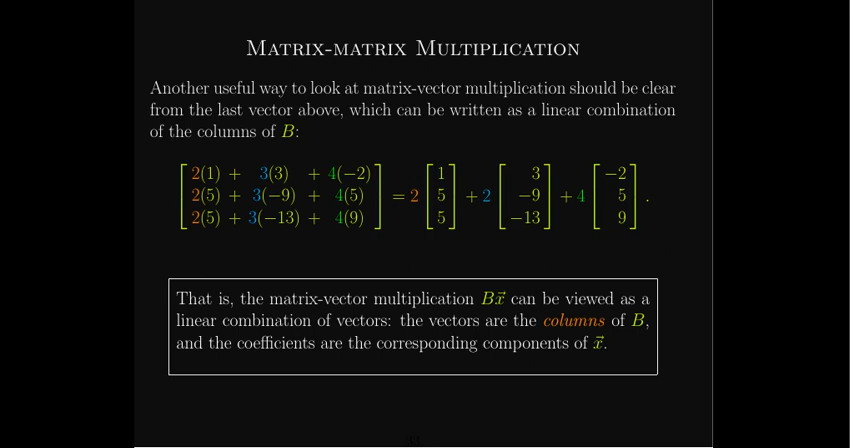 Matrix-matrix Multiplication
Another useful way to look at matrix-vector multiplication should be clear
from the last vector above, which can be written as a linear combination
of the columns of B:
[2(1) + 3(3) + 4(−2)] [1] [3] [−2]
[2(5) + 3(−9) + 4(5)] = 2 [5] + 2 [−9] + 4 [5] .
[2(5) + 3(−13) + 4(9)] [5] [−13] [9]
That is, the matrix-vector multiplication Bx⃗ can be viewed as a
linear combination of vectors: the vectors are the columns of B,
and the coefficients are the corresponding components of x⃗.